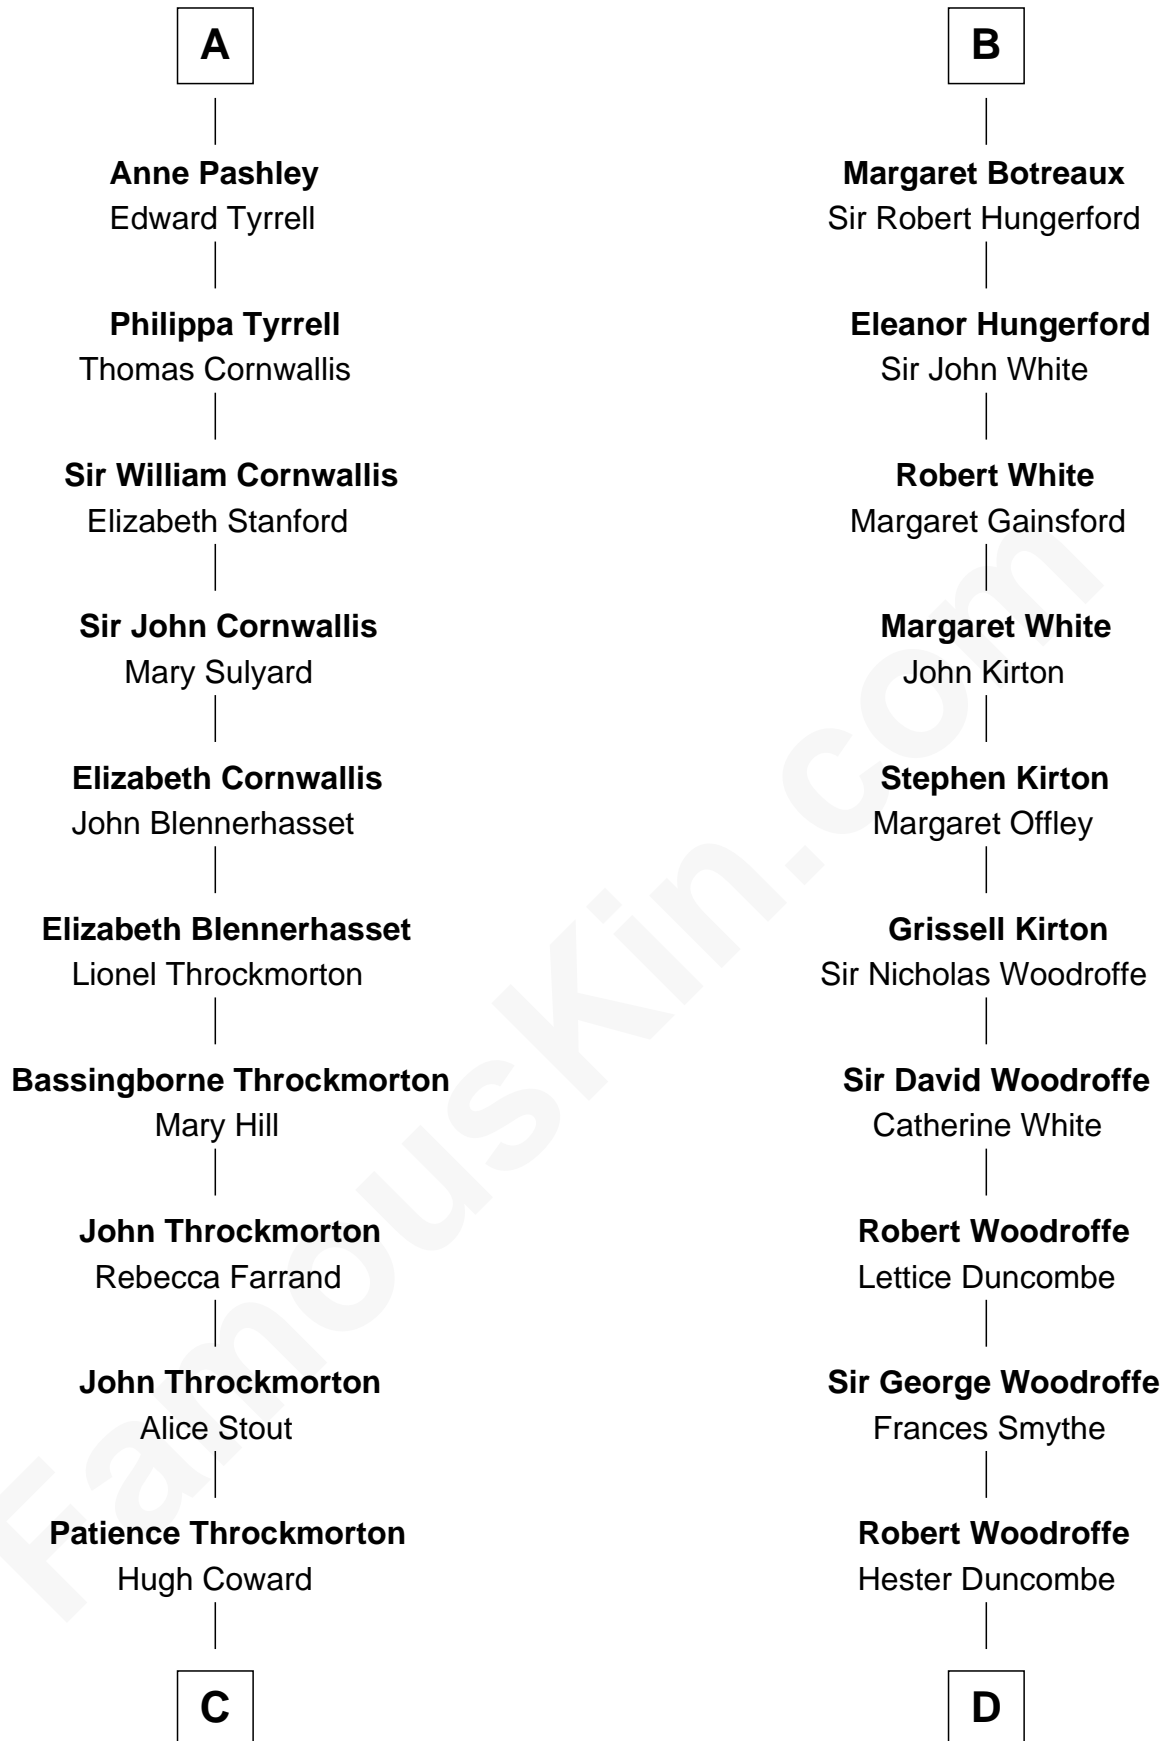 A
Anne Pashley
Edward Tyrrell
Philippa Tyrrell
Thomas Cornwallis
Sir William Cornwallis
Elizabeth Stanford
Sir John Cornwallis
Mary Sulyard
Elizabeth Cornwallis
John Blennerhasset
Elizabeth Blennerhasset
Lionel Throckmorton
Bassingborne Throckmorton
Mary Hill
John Throckmorton
Rebecca Farrand
John Throckmorton
Alice Stout
Patience Throckmorton
Hugh Coward
C
B
Margaret Botreaux
Sir Robert Hungerford
Eleanor Hungerford
Sir John White
Robert White
Margaret Gainsford
Margaret White
John Kirton
Stephen Kirton
Margaret Offley
Grissell Kirton
Sir Nicholas Woodroffe
Sir David Woodroffe
Catherine White
Robert Woodroffe
Lettice Duncombe
Sir George Woodroffe
Frances Smythe
Robert Woodroffe
Hester Duncombe
D
FamousKin.com